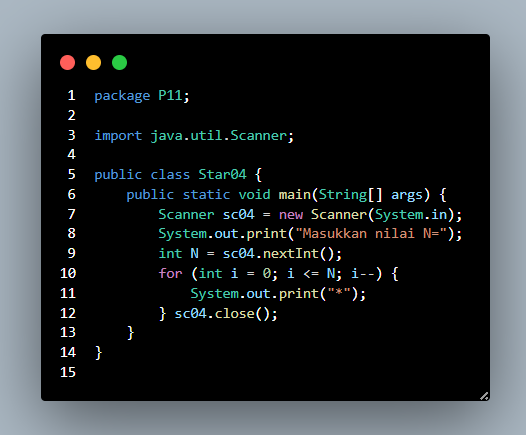 1 package P11;
2
3 import java.util.Scanner;
4
5 public class Star04 {
6     public static void main(String[] args) {
7         Scanner sc04 = new Scanner(System.in);
8         System.out.print("Masukkan nilai N=");
9         int N = sc04.nextInt();
10         for (int i = 0; i <= N; i--) {
11             System.out.print("*");
12         } sc04.close();
13     }
14 }
15